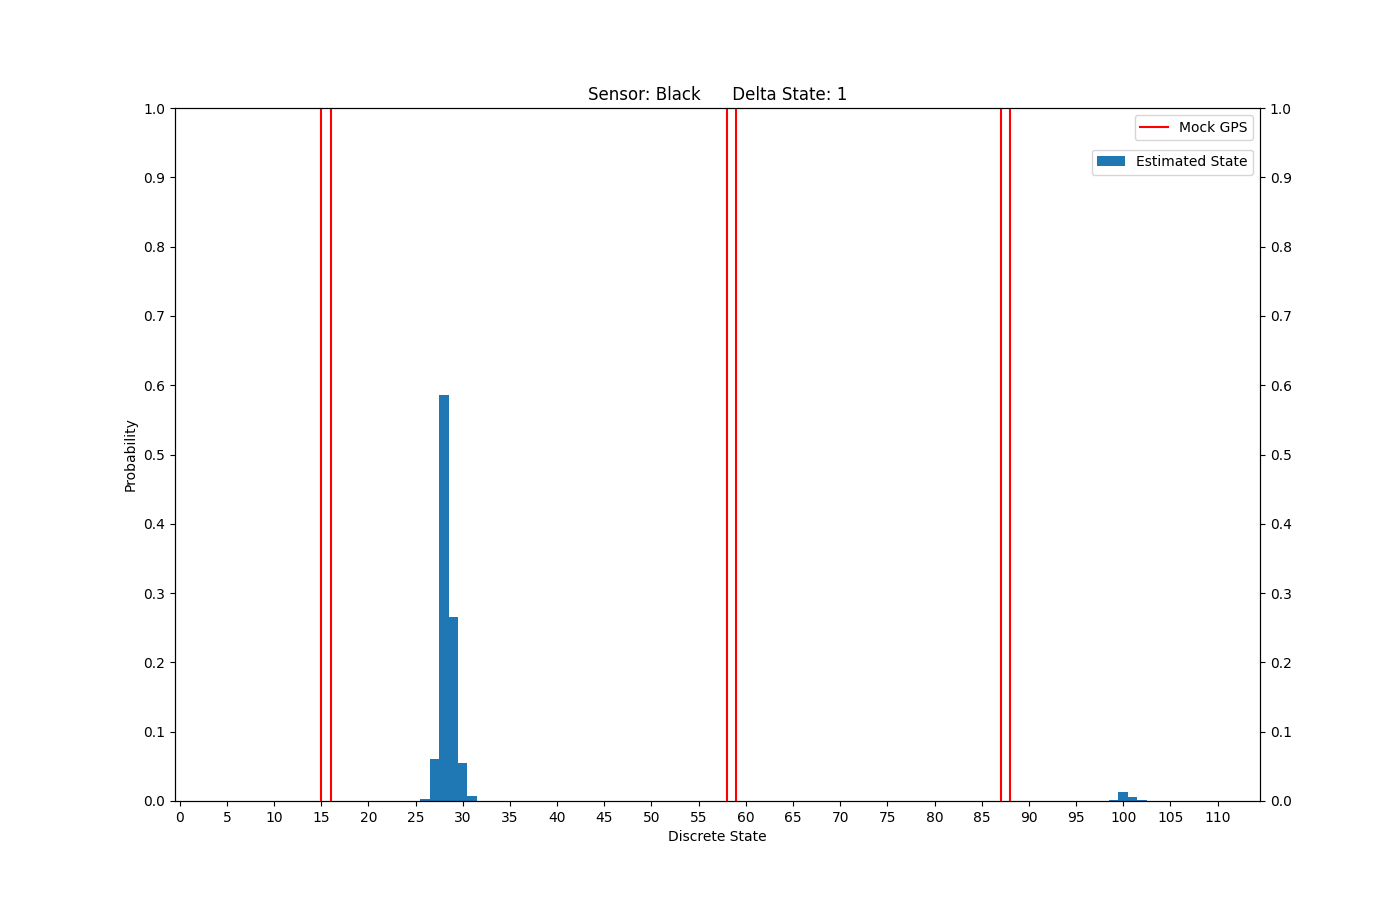 Sensor: Black Delta State: 1
1.0 1.0
Mock GPS
Estimated State
0.9 0.9
0.8 0.8
0.7 0.7
0.6 0.6
0.5 0.5
Probability
0.4 0.4
0.3 0.3
0.2 0.2
0.1 0.1
0.0 0.0
0 5 10 15 20 25 30 35 40 45 50 55 60 65 70 75 80 85 90 95 100 105 110
Discrete State